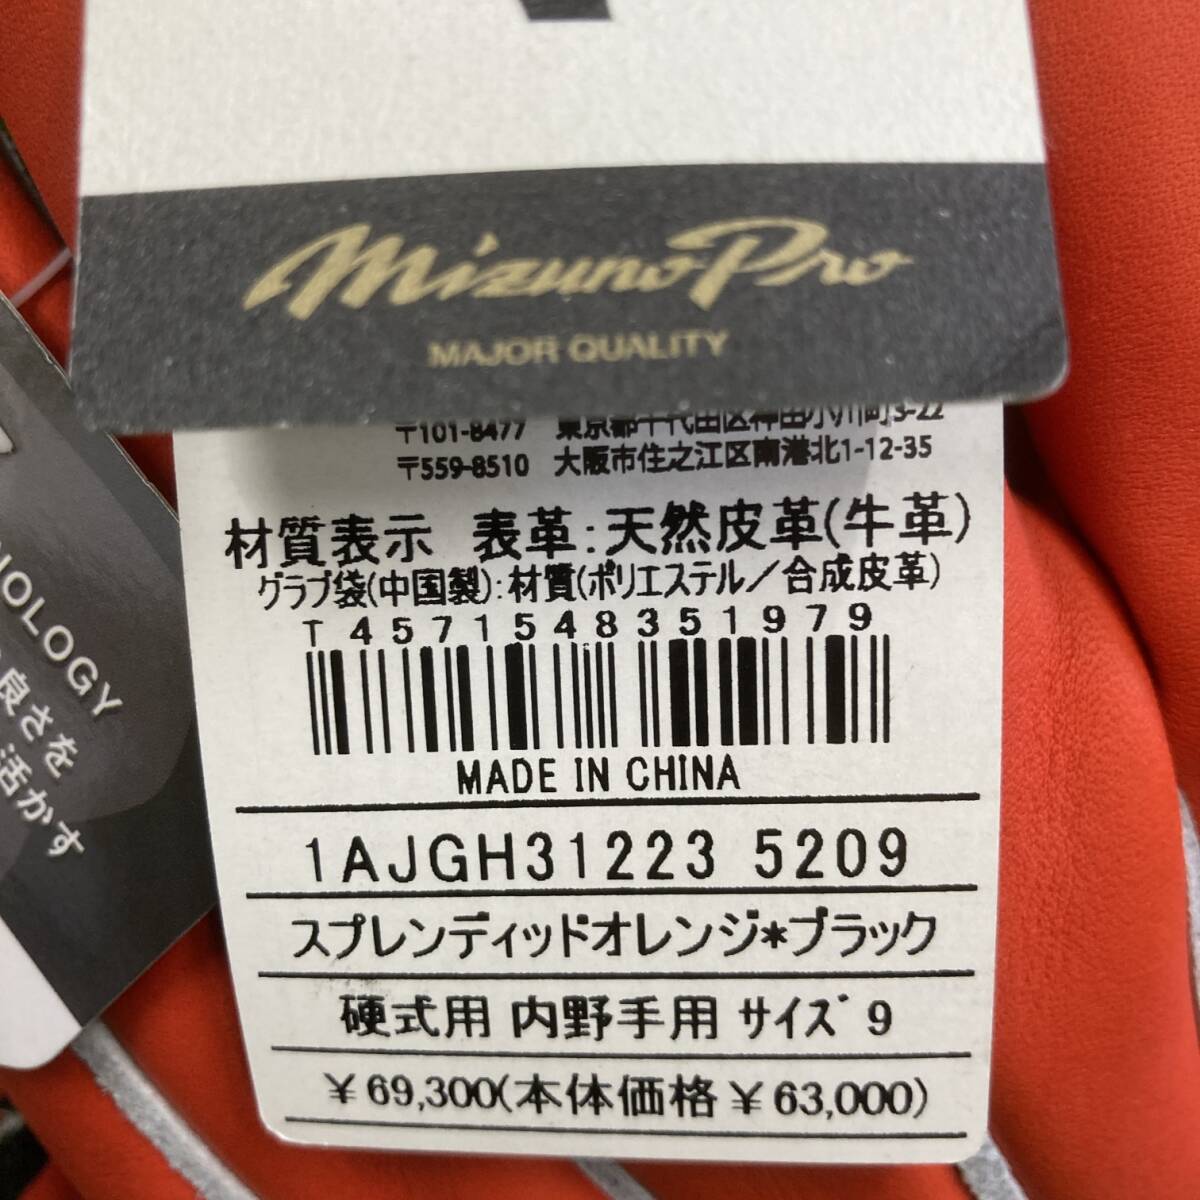 Mizuno Pro
MAJOR QUALITY
〒101-8477 東京都千代田区神田小川町3-22
〒559-8510 大阪市住之江区南港北1-12-35
材質表示 表革:天然皮革(牛革)
グラブ袋(中国製):材質(ポリエステル/合成皮革)
T4571548351979
MADE IN CHINA
1AJGH31223 5209
スプレンディッドオレンジ*ブラック
硬式用 内野手用 サイズ 9
¥69,300(本体価格¥63,000)
NOLOGY
良さを
活かす